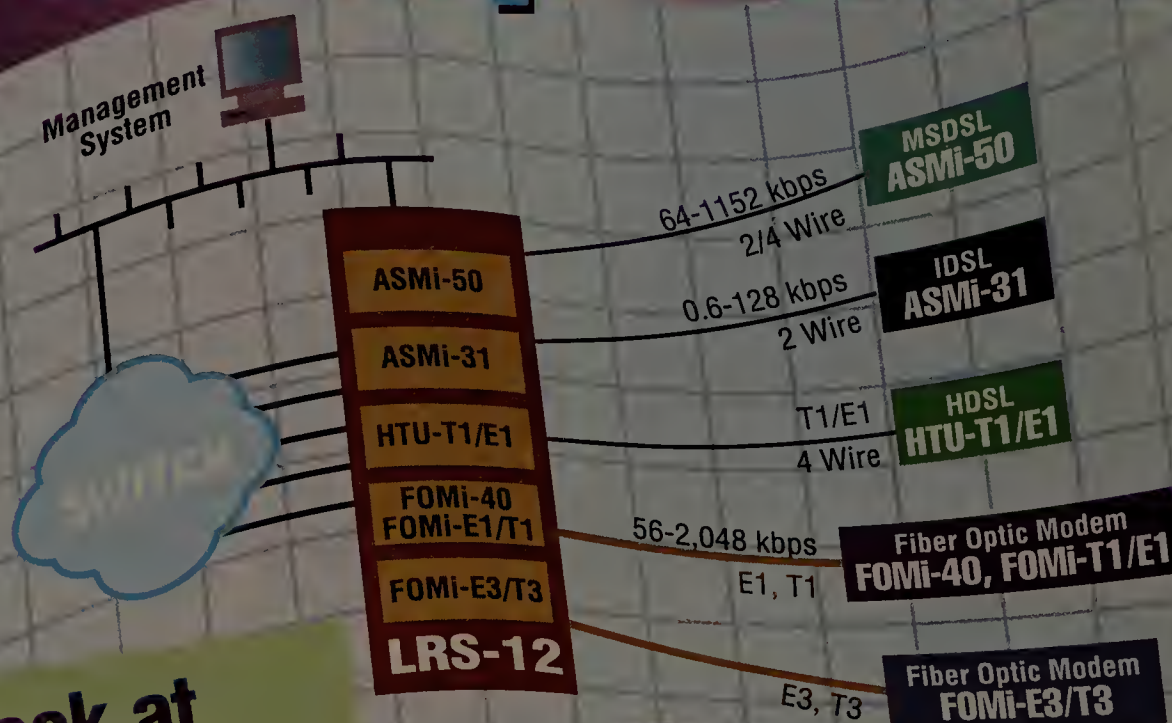 Management
System
MSDSL
ASMi-50
64-1152 kbps
2/4 Wire
ASMi-50
IDSL
ASMi-31
0.6-128 kbps
2 Wire
ASMi-31
HDSL
HTU-T1/E1
T1/E1
4 Wire
HTU-T1/E1
switch
FOMi-40
FOMi-E1/T1
56-2,048 kbps
E1, T1
Fiber Optic Modem
FOMi-40, FOMi-T1/E1
FOMi-E3/T3
E3, T3
Fiber Optic Modem
FOMi-E3/T3
LRS-12
at